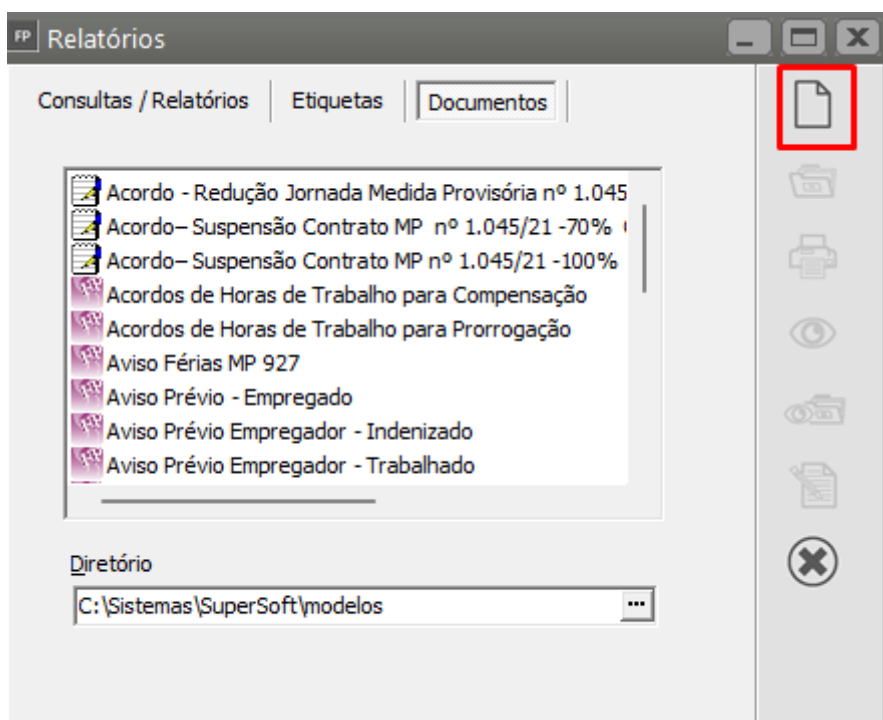 FP Relatórios
Consultas / Relatórios Etiquetas Documentos
Acordo - Redução Jornada Medida Provisória nº 1.045
Acordo– Suspensão Contrato MP nº 1.045/21 -70%
Acordo– Suspensão Contrato MP nº 1.045/21 -100%
Acordos de Horas de Trabalho para Compensação
Acordos de Horas de Trabalho para Prorrogação
Aviso Férias MP 927
Aviso Prévio - Empregado
Aviso Prévio Empregador - Indenizado
Aviso Prévio Empregador - Trabalhado
Diretório
C:\Sistemas\SuperSoft\modelos ...